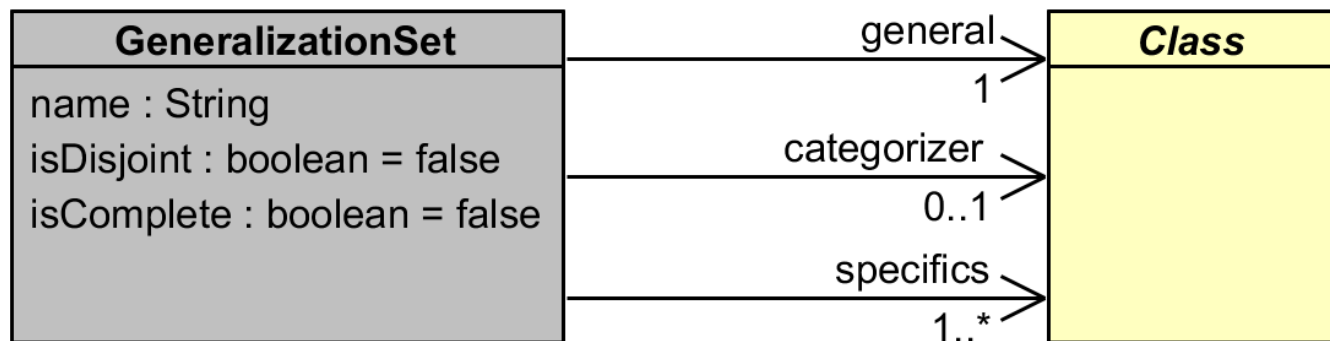 GeneralizationSet
name : String
isDisjoint : boolean = false
isComplete : boolean = false
general
1
categorizer
0..1
specifics
1..*
Class